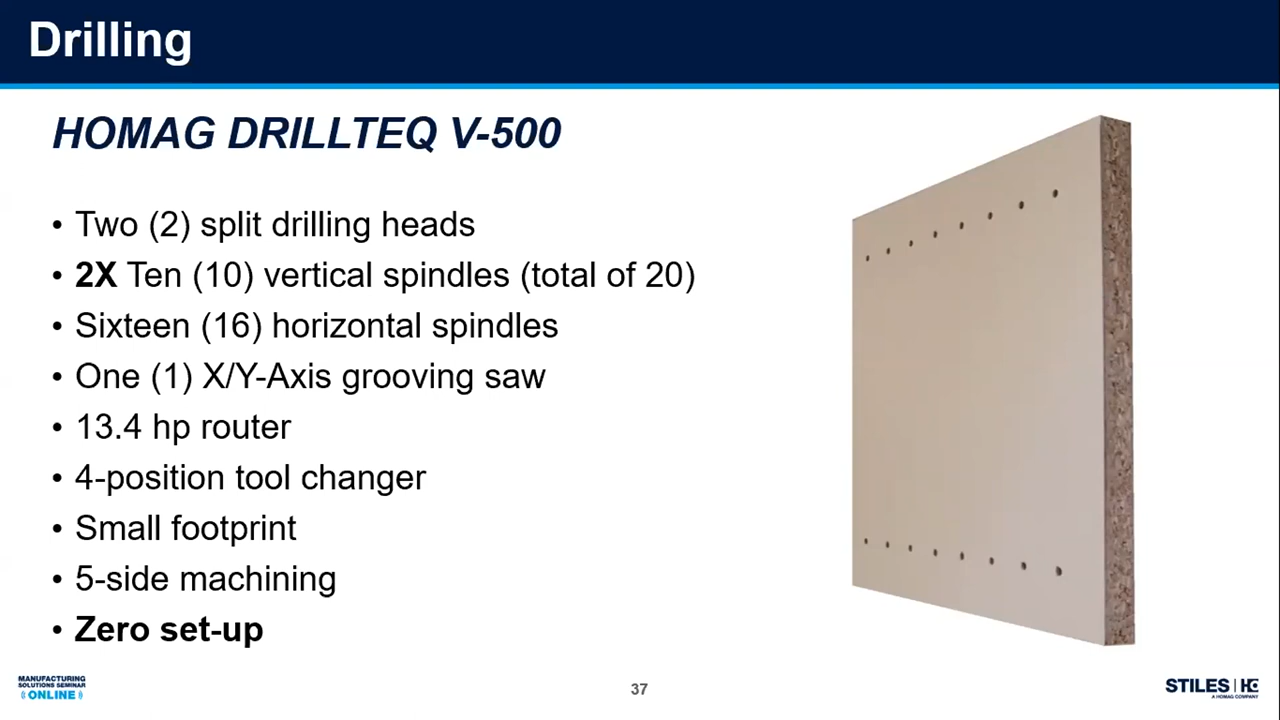 Drilling
HOMAG DRILLTEQ V-500
• Two (2) split drilling heads
• 2X Ten (10) vertical spindles (total of 20)
• Sixteen (16) horizontal spindles
• One (1) X/Y-Axis grooving saw
• 13.4 hp router
• 4-position tool changer
• Small footprint
• 5-side machining
• Zero set-up
MANUFACTURING
SOLUTIONS SEMINAR
ONLINE
37
STILES
A HOMAG COMPANY